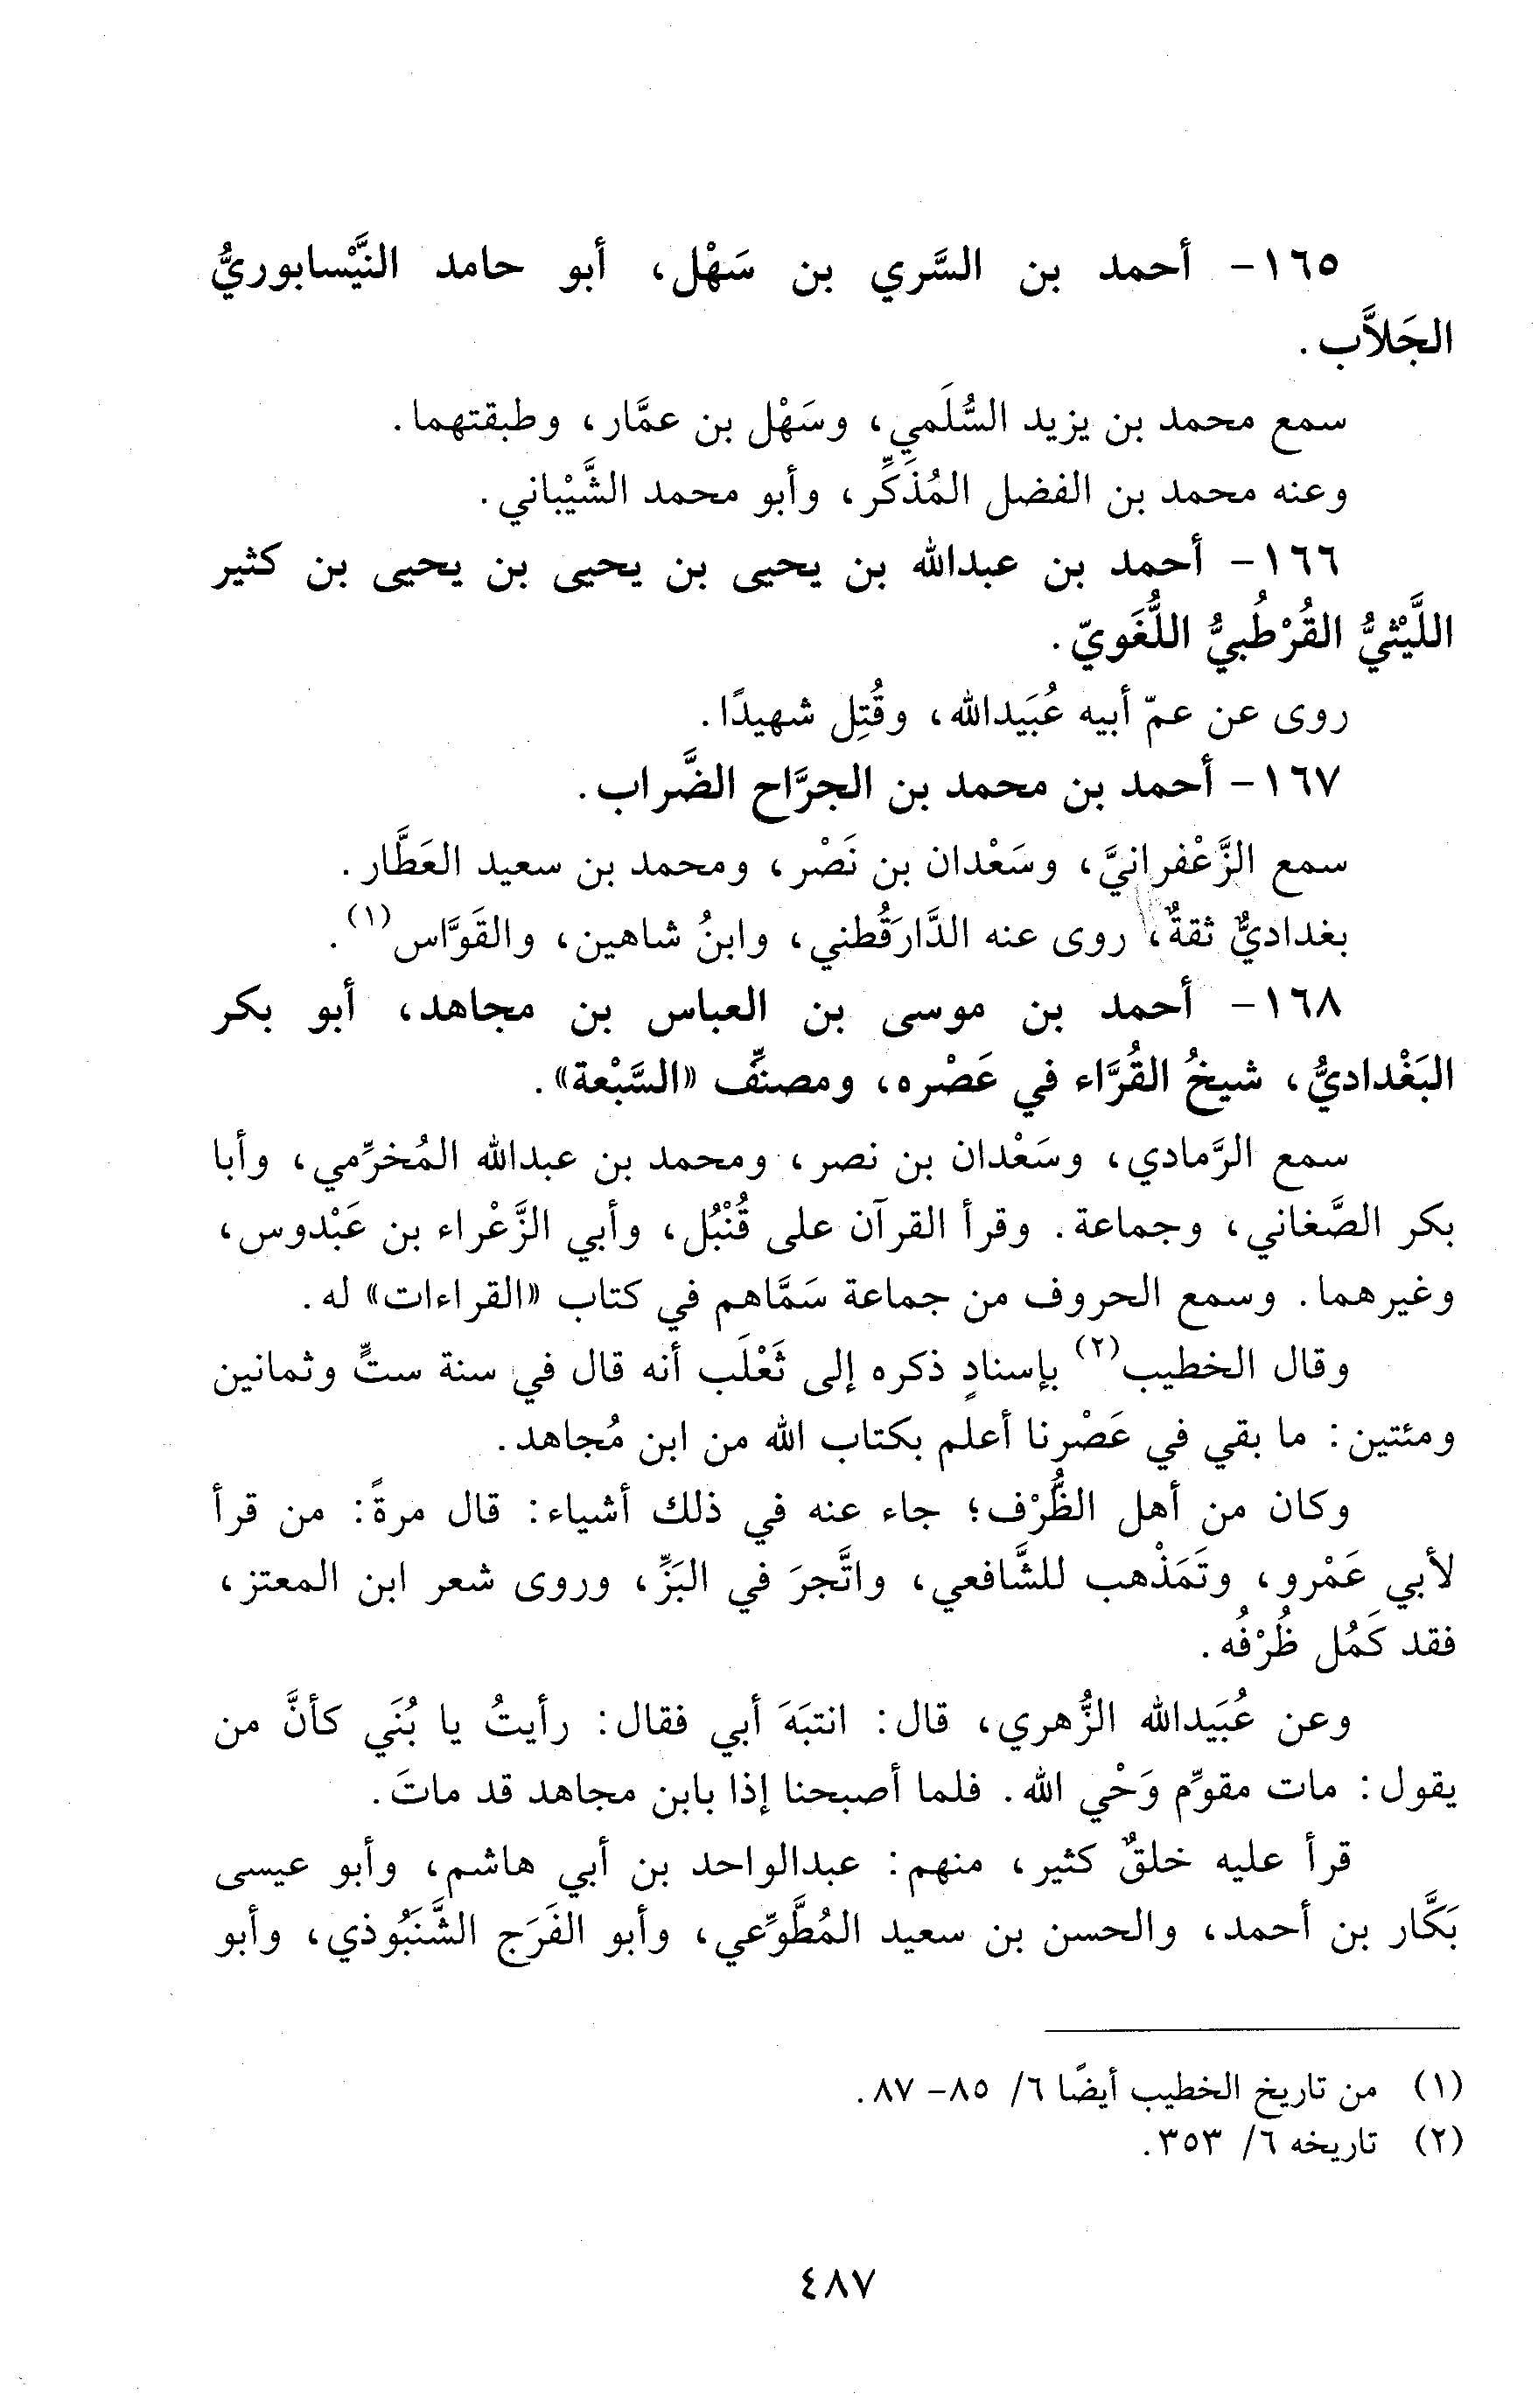 ١٦٥- أحمد بن السَّري بن سَهْل، أبو حامد النَّيْسابوريُّ
الجَلاَّب.
سمع محمد بن يزيد السُّلَمي، وسَهْل بن عمَّار، وطبقتهما.
وعنه محمد بن الفضل المُذَكِّر، وأبو محمد الشَّيْباني.
١٦٦- أحمد بن عبدالله بن يحيى بن يحيى بن يحيى بن كثير
اللَّيْثيُّ القُرْطُبيُّ اللُّغَويّ.
روى عن عمّ أبيه عُبَيدالله، وقُتِل شهيدًا.
١٦٧- أحمد بن محمد بن الجرَّاح الضَّراب.
سمع الزَّعْفرانيَّ، وسَعْدان بن نَصْر، ومحمد بن سعيد العَطَّار.
بغداديٌّ ثقةٌ، روى عنه الدَّارَقُطني، وابنُ شاهين، والقَوَّاس(١).
١٦٨- أحمد بن موسى بن العباس بن مجاهد، أبو بكر
البَغْداديُّ، شيخُ القُرَّاء في عَصْره، ومصنِّف «السَّبْعة».
سمع الرَّمادي، وسَعْدان بن نصر، ومحمد بن عبدالله المُخرِّمي، وأبا
بكر الصَّغاني، وجماعة. وقرأ القرآن على قُنْبُل، وأبي الزَّعْراء بن عَبْدوس،
وغيرهما. وسمع الحروف من جماعة سَمَّاهم في كتاب «القراءات» له.
وقال الخطيب(٢) بإسنادٍ ذكره إلى ثَعْلَب أنه قال في سنة ستٍّ وثمانين
ومئتين: ما بقي في عَصْرِنا أعلم بكتاب الله من ابن مُجاهد.
وكان من أهل الظُّرْف؛ جاء عنه في ذلك أشياء: قال مرةً: من قرأ
لأبي عَمْرو، وتَمَذْهب للشَّافعي، واتَّجرَ في البَزِّ، وروى شعر ابن المعتز،
فقد كَمُل ظُرْفُه.
وعن عُبَيدالله الزُّهري، قال: انتبَهَ أبي فقال: رأيتُ يا بُنَي كأنَّ من
يقول: مات مقوِّم وَحْي الله. فلما أصبحنا إذا بابن مجاهد قد ماتَ.
قرأ عليه خلقٌ كثير، منهم: عبدالواحد بن أبي هاشم، وأبو عيسى
بَكَّار بن أحمد، والحسن بن سعيد المُطَّوِّعي، وأبو الفَرَج الشَّنَبُوذي، وأبو
(١) من تاريخ الخطيب أيضًا ٦/ ٨٥- ٨٧.
(٢) تاريخه ٦/ ٣٥٣.
٤٨٧